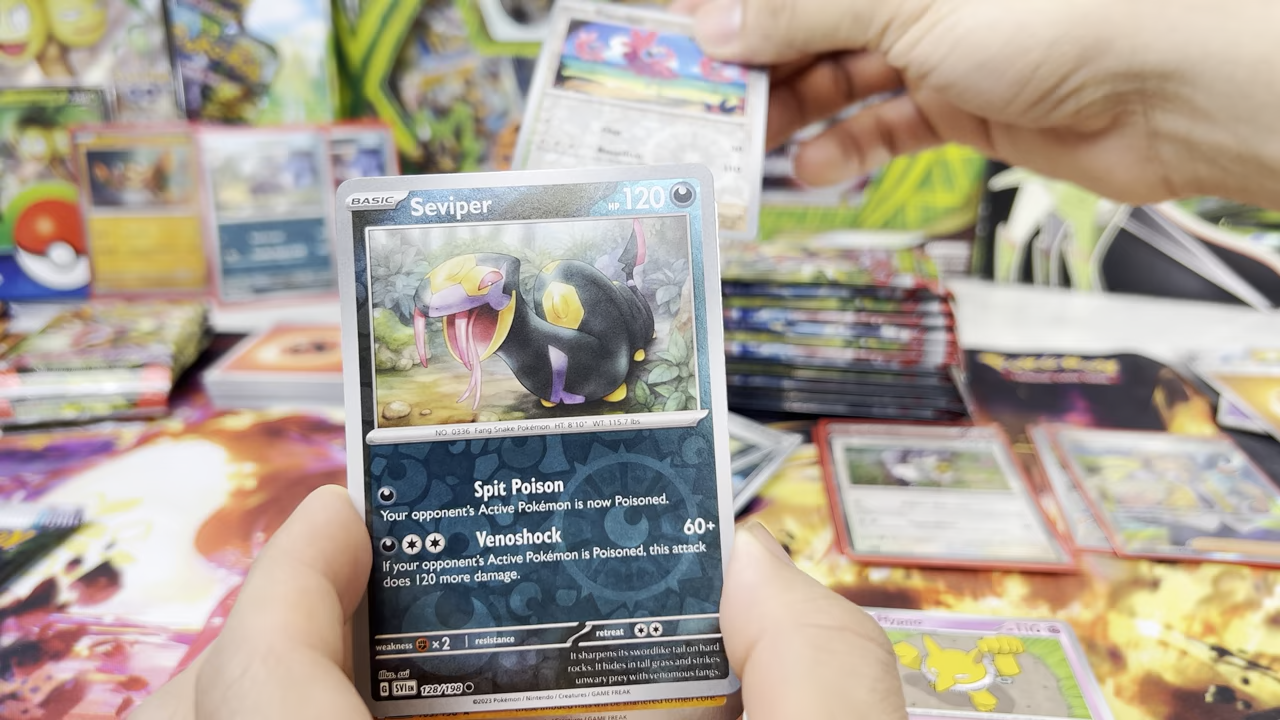 BASIC Seviper HP 120
NO. 0336 Fang Snake Pokémon HT: 8'10" WT: 115.7 lbs
Spit Poison
Your opponent's Active Pokémon is now Poisoned.
Venoshock 60+
If your opponent's Active Pokémon is Poisoned, this attack
does 120 more damage.
weakness ×2 resistance retreat
It sharpens its swordlike tail on hard
rocks. It hides in tall grass and strikes
unwary prey with venomous fangs.
Illus. sui
G SVI EN 128/198
©2023 Pokémon / Nintendo / Creatures / GAME FREAK